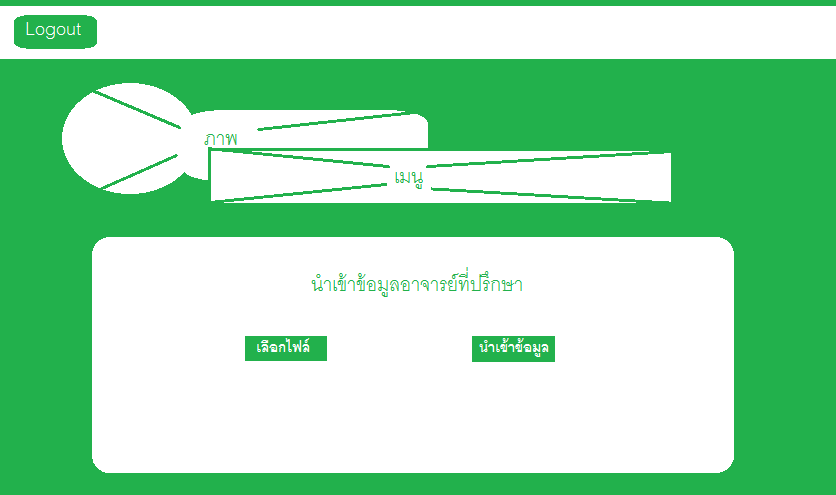 Logout
ภาพ
เมนู
นำเข้าข้อมูลอาจารย์ที่ปรึกษา
เลือกไฟล์
นำเข้าข้อมูล